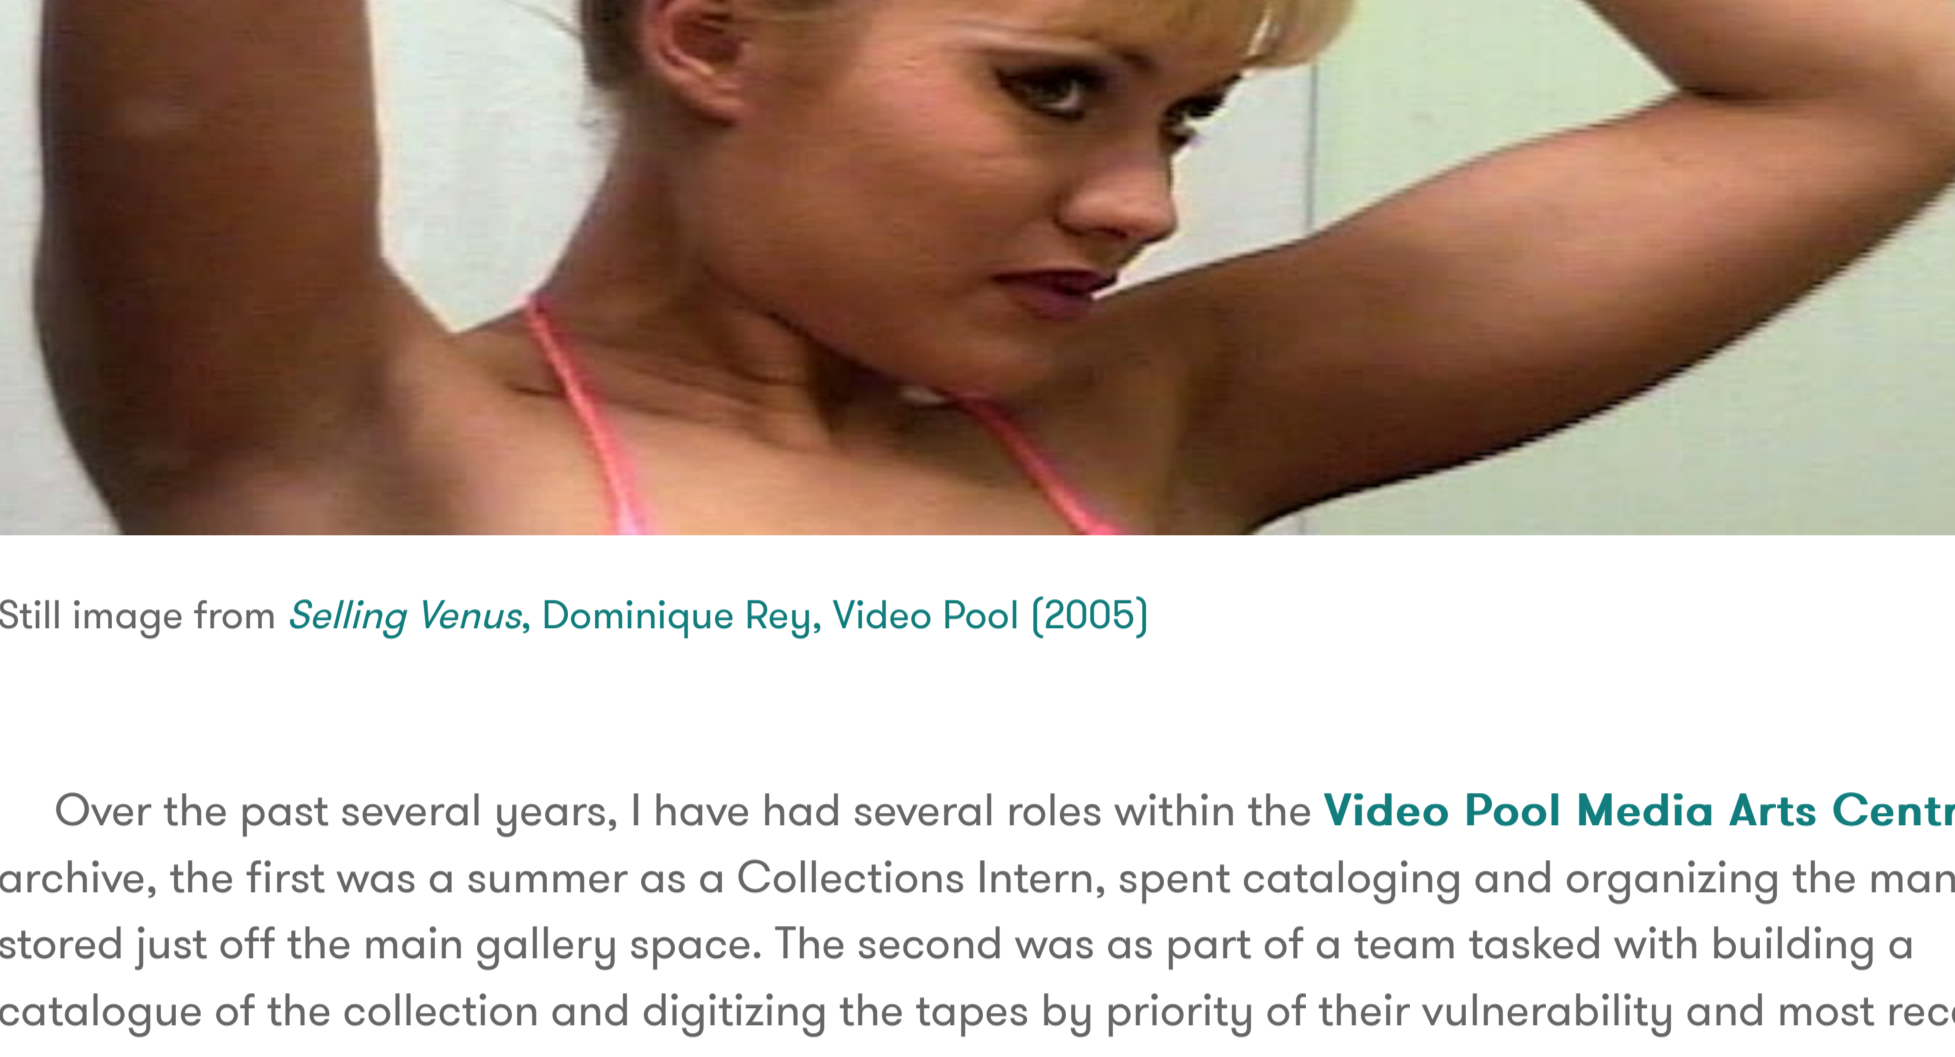 Still image from Selling Venus, Dominique Rey, Video Pool (2005)
Over the past several years, I have had several roles within the Video Pool Media Arts
archive, the first was a summer as a Collections Intern, spent cataloging and organizing the
stored just off the main gallery space. The second was as part of a team tasked with building a
catalogue of the collection and digitizing the tapes by priority of their vulnerability and most